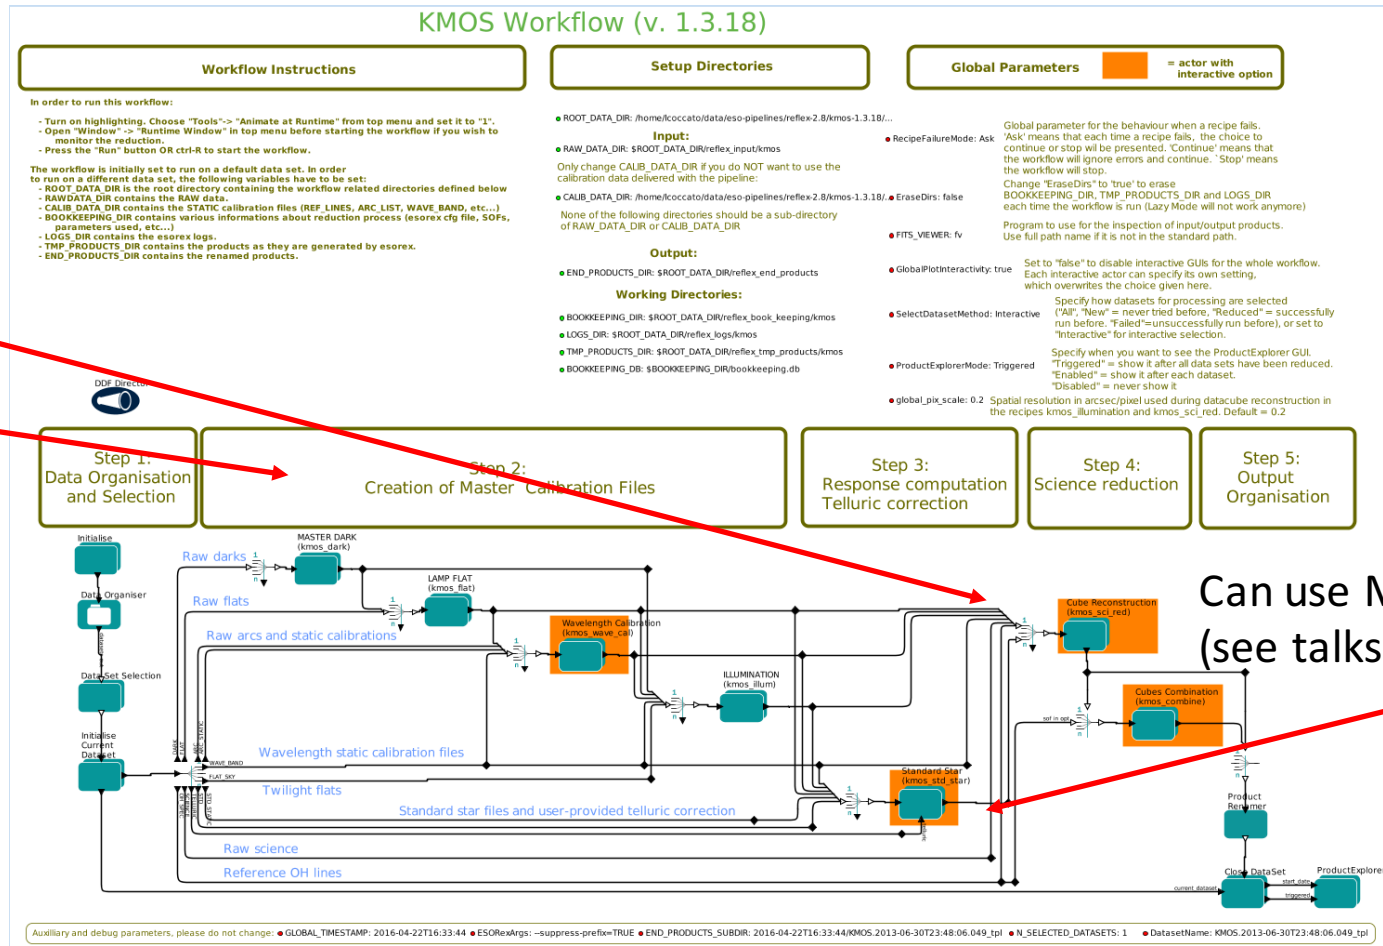 KMOS Workflow (v. 1.3.18)
Workflow Instructions
In order to run this workflow:
- Turn on highlighting. Choose "Tools"-> "Animate at Runtime" from top menu and set it to "1".
- Open "Window" -> "Runtime Window" in top menu before starting the workflow if you wish to
monitor the reduction.
- Press the "Run" button OR ctrl-R to start the workflow.
The workflow is initially set to run on a default data set. In order
to run on a different data set, the following variables have to be set:
- ROOT_DATA_DIR is the root directory containing the workflow related directories defined below
- RAWDATA_DIR contains the RAW data.
- CALIB_DATA_DIR contains the STATIC calibration files (REF_LINES, ARC_LIST, WAVE_BAND, etc...)
- BOOKKEEPING_DIR contains various informations about reduction process (esorex cfg file, SOFs,
parameters used, etc...)
- LOGS_DIR contains the esorex logs.
- TMP_PRODUCTS_DIR contains the products as they are generated by esorex.
- END_PRODUCTS_DIR contains the renamed products.
Setup Directories
ROOT_DATA_DIR: /home/lcoccato/data/eso-pipelines/reflex-2.8/kmos-1.3.18/...
Input:
RAW_DATA_DIR: $ROOT_DATA_DIR/reflex_input/kmos
Only change CALIB_DATA_DIR if you do NOT want to use the
calibration data delivered with the pipeline:
CALIB_DATA_DIR: /home/lcoccato/data/eso-pipelines/reflex-2.8/kmos-1.3.18/...
None of the following directories should be a sub-directory
of RAW_DATA_DIR or CALIB_DATA_DIR
Output:
END_PRODUCTS_DIR: $ROOT_DATA_DIR/reflex_end_products
Working Directories:
BOOKKEEPING_DIR: $ROOT_DATA_DIR/reflex_book_keeping/kmos
LOGS_DIR: $ROOT_DATA_DIR/reflex_logs/kmos
TMP_PRODUCTS_DIR: $ROOT_DATA_DIR/reflex_tmp_products/kmos
BOOKKEEPING_DB: $BOOKKEEPING_DIR/bookkeeping.db
Global Parameters
= actor with
interactive option
RecipeFailureMode: Ask
Global parameter for the behaviour when a recipe fails.
'Ask' means that each time a recipe fails, the choice to
continue or stop wil be presented. 'Continue' means that
the workflow will ignore errors and continue. `Stop' means
the workflow will stop.
EraseDirs: false
Change "EraseDirs" to 'true' to erase
BOOKKEEPING_DIR, TMP_PRODUCTS_DIR and LOGS_DIR
each time the workflow is run (Lazy Mode will not work anymore)
FITS_VIEWER: fv
Program to use for the inspection of input/output products.
Use full path name if it is not in the standard path.
GlobalPlotInteractivity: true
Set to "false" to disable interactive GUIs for the whole workflow.
Each interactive actor can specify its own setting,
which overwrites the choice given here.
SelectDatasetMethod: Interactive
Specify how datasets for processing are selected
("All", "New" = never tried before, "Reduced" = successfully
run before. "Failed"=unsuccessfully run before), or set to
"Interactive" for interactive selection.
ProductExplorerMode: Triggered
Specify when you want to see the ProductExplorer GUI.
"Triggered" = show it after all data sets have been reduced.
"Enabled" = show it after each dataset.
"Disabled" = never show it
global_pix_scale: 0.2
Spatial resolution in arcsec/pixel used during datacube reconstruction in
the recipes kmos_illumination and kmos_sci_red. Default = 0.2
DDF Director
Step 1:
Data Organisation
and Selection
Step 2:
Creation of Master Calibration Files
Step 3:
Response computation
Telluric correction
Step 4:
Science reduction
Step 5:
Output
Organisation
Initialise
Data Organiser
Data Set Selection
Initialise
Current
Dataset
Raw darks
MASTER DARK
(kmos_dark)
Raw flats
LAMP FLAT
(kmos_flat)
Raw arcs and static calibrations
Wavelength Calibration
(kmos_wave_cal)
ILLUMINATION
(kmos_illum)
Cube Reconstruction
(kmos_sci_red)
Cubes Combination
(kmos_combine)
sof in opt
Can use M
(see talks
DARK
FLAT
ARC
ARC_STATIC
WAVE_BAND
FLAT_SKY
Wavelength static calibration files
Twilight flats
Standard star files and user-provided telluric correction
Standard Star
(kmos_std_star)
Raw science
Reference OH lines
Product
Renamer
Close DataSet
current_dataset
start_date
triggered
ProductExplorer
Auxilliary and debug parameters, please do not change: GLOBAL_TIMESTAMP: 2016-04-22T16:33:44 ESORexArgs: --suppress-prefix=TRUE END_PRODUCTS_SUBDIR: 2016-04-22T16:33:44/KMOS.2013-06-30T23:48:06.049_tpl N_SELECTED_DATASETS: 1 DatasetName: KMOS.2013-06-30T23:48:06.049_tpl